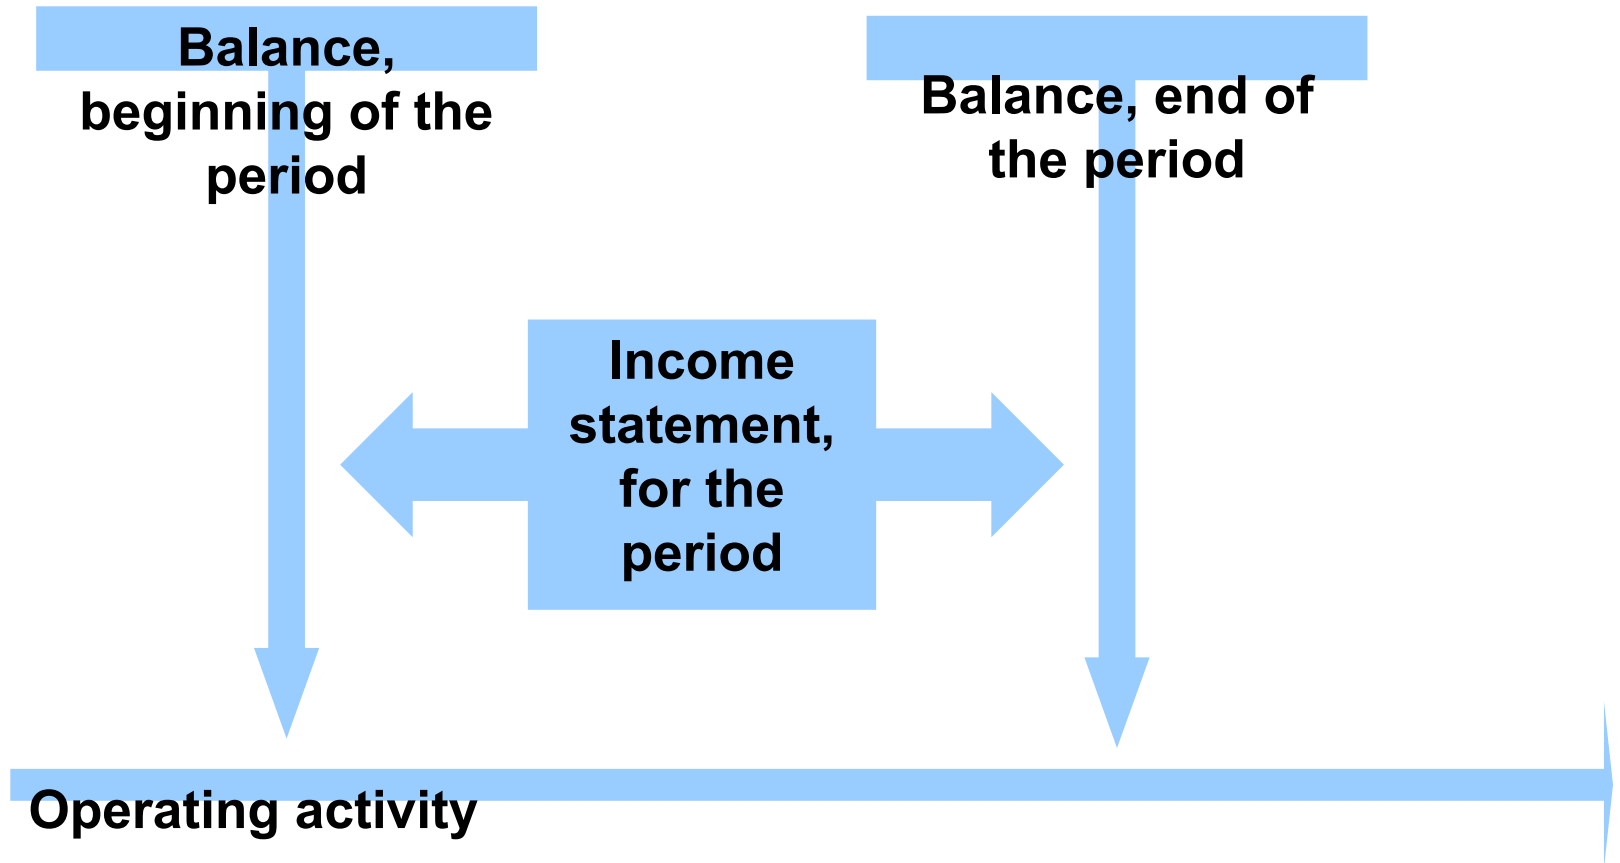 Balance,
beginning of the
period
Balance, end of
the period
Income
statement,
for the
period
Operating activity